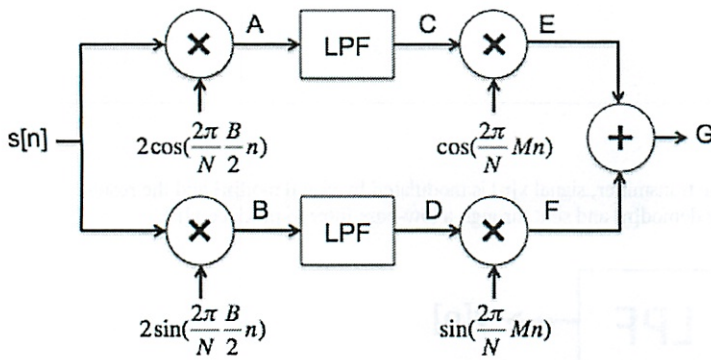 A LPF C E
2cos(2π/N B/2 n) cos(2π/N Mn)
s[n] + G
B LPF D F
2sin(2π/N B/2 n) sin(2π/N Mn)